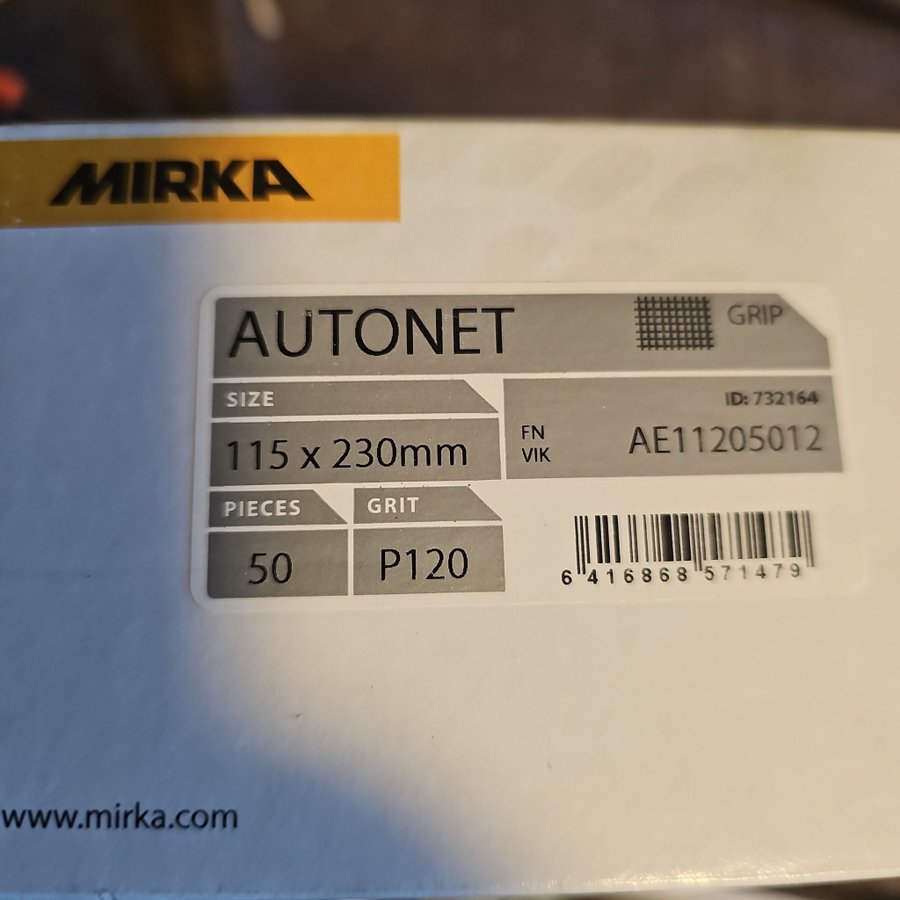 MIRKA
AUTONET
GRIP
SIZE
115 x 230mm
ID: 732164
FN
VIK
AE11205012
PIECES
50
GRIT
P120
6 416868 571479
www.mirka.com